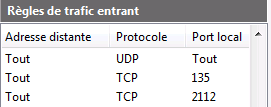 Règles de trafic entrant
Adresse distante Protocole Port local
Tout UDP Tout
Tout TCP 135
Tout TCP 2112